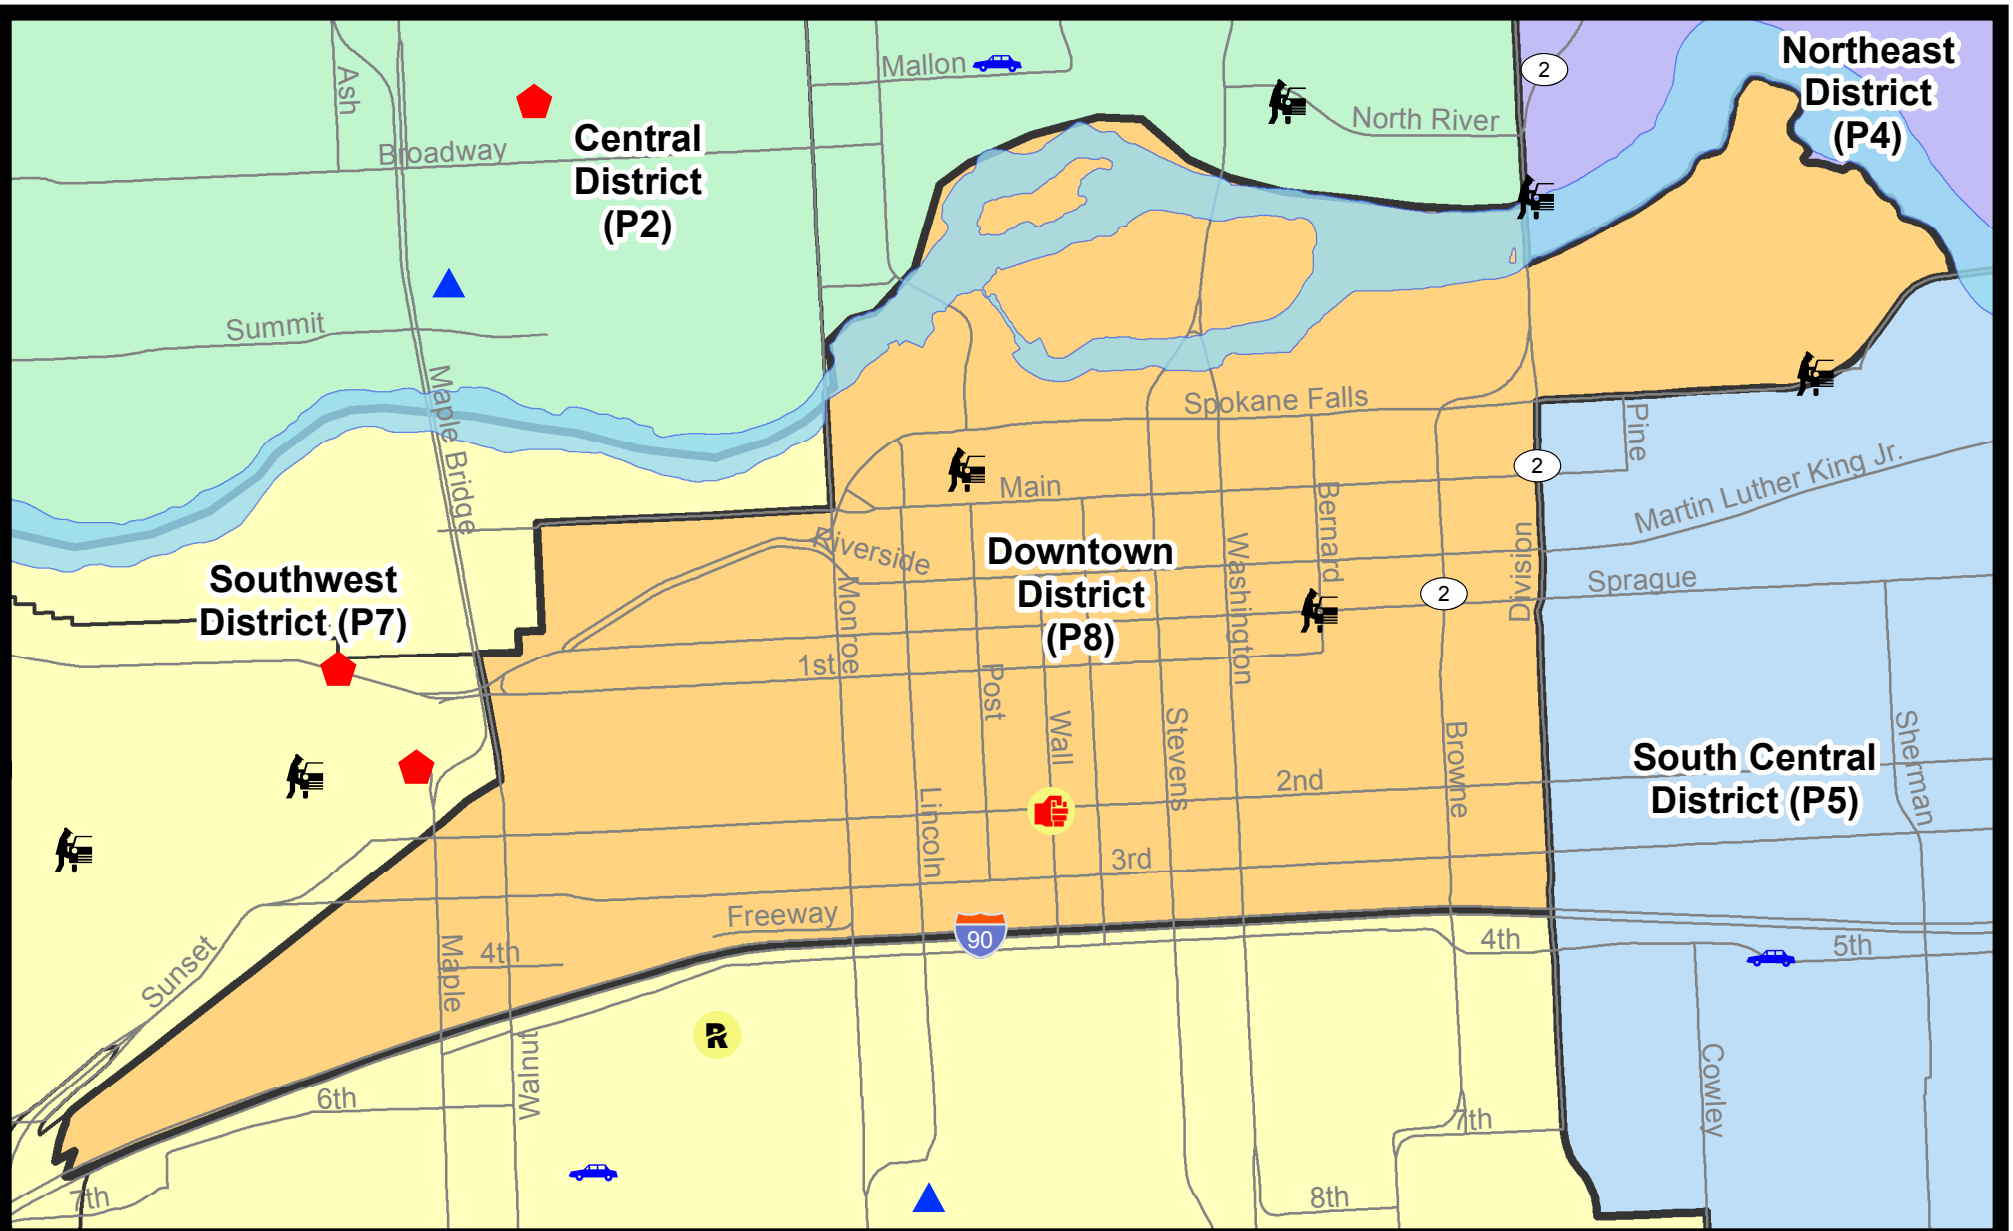 Northeast
District
(P4)
2
Mallon
Ash
North River
Central
District
(P2)
Broadway
Summit
Maple Bridge
Spokane Falls
Pine
Martin Luther King Jr.
2
Main
Bernard
Riverside
Downtown
District
(P8)
Washington
Division
2
Sprague
Southwest
District (P7)
Monroe
1st
Post
Wall
Stevens
Browne
Sherman
South Central
District (P5)
2nd
Lincoln
3rd
Freeway
90
4th
5th
Sunset
Maple
4th
Walnut
Cowley
6th
7th
7th
8th